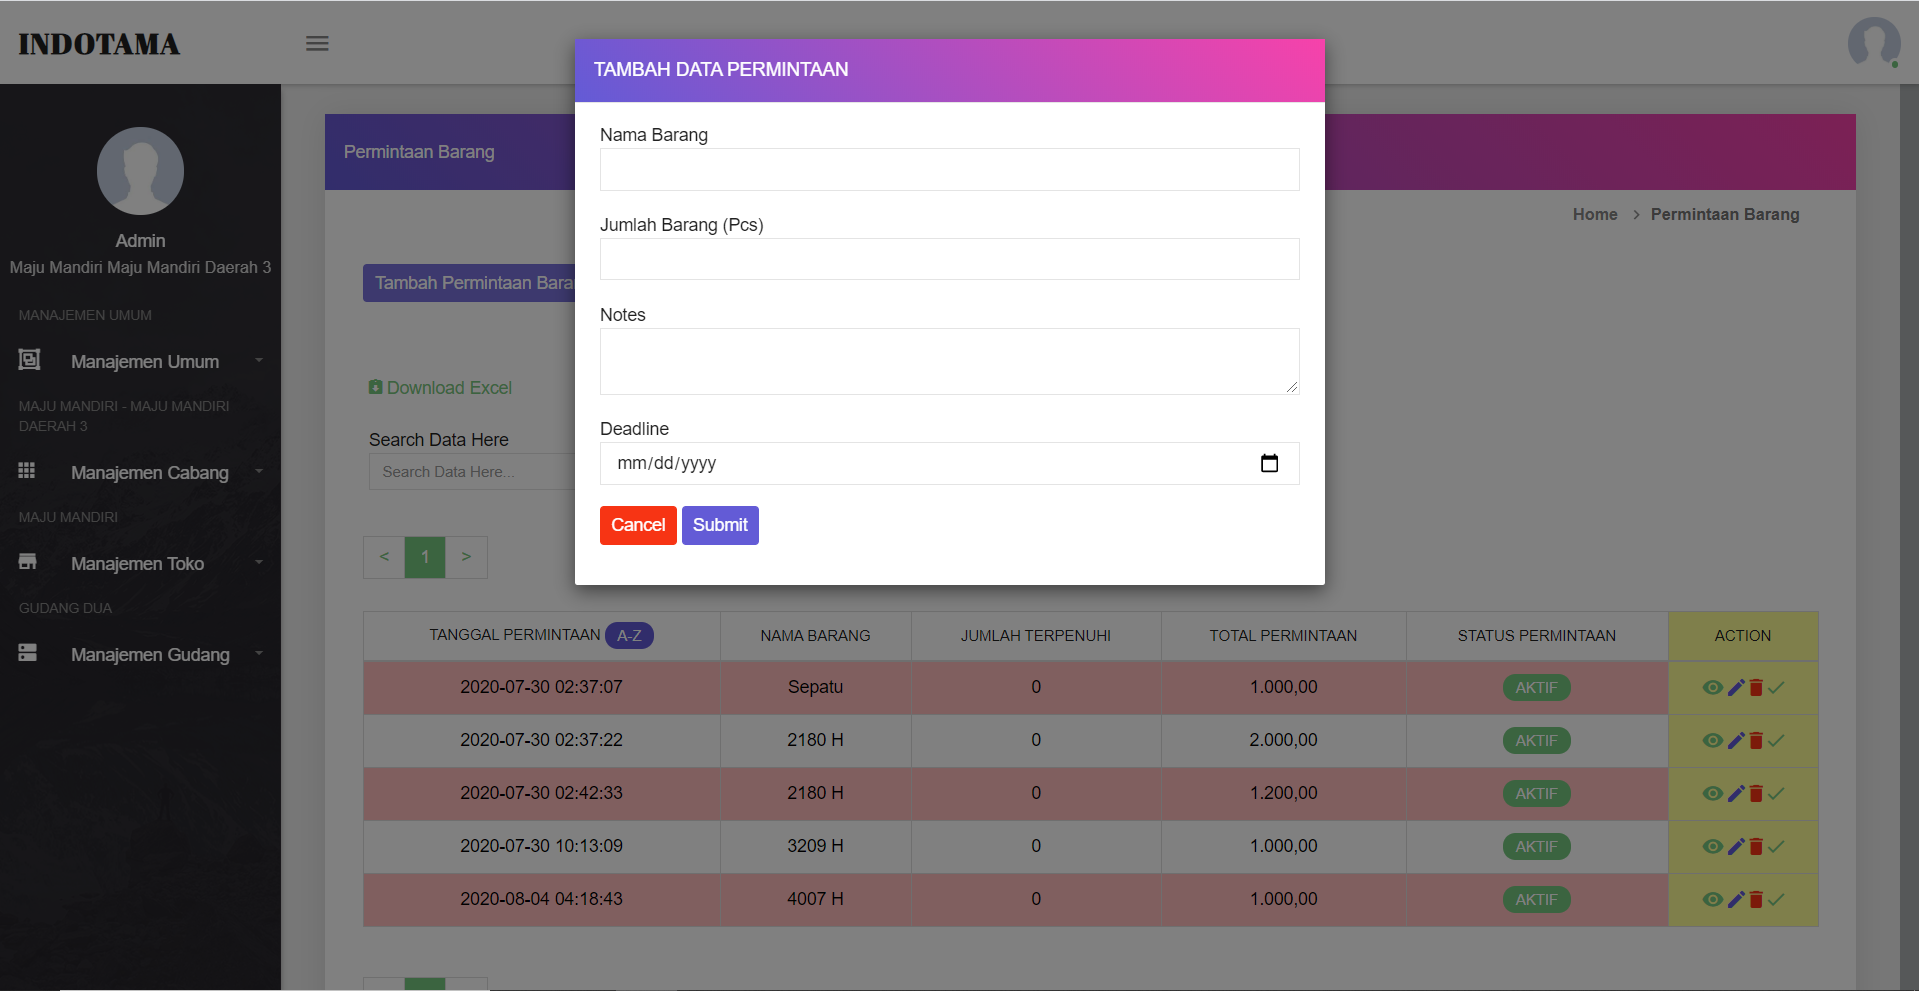 INDOTAMA
Admin
Maju Mandiri Maju Mandiri Daerah 3
MANAJEMEN UMUM
Manajemen Umum
MAJU MANDIRI - MAJU MANDIRI
DAERAH 3
Manajemen Cabang
MAJU MANDIRI
Manajemen Toko
GUDANG DUA
Manajemen Gudang
TAMBAH DATA PERMINTAAN
Nama Barang
Jumlah Barang (Pcs)
Notes
Deadline
mm/dd/yyyy
Cancel Submit
Permintaan Barang
Home > Permintaan Barang
Tambah Permintaan
Download Excel
Search Data Here
Search Data Here...
< 1 >
TANGGAL PERMINTAAN A-Z NAMA BARANG JUMLAH TERPENUHI TOTAL PERMINTAAN STATUS PERMINTAAN ACTION
2020-07-30 02:37:07 Sepatu 0 1.000,00 AKTIF
2020-07-30 02:37:22 2180 H 0 2.000,00 AKTIF
2020-07-30 02:42:33 2180 H 0 1.200,00 AKTIF
2020-07-30 10:13:09 3209 H 0 1.000,00 AKTIF
2020-08-04 04:18:43 4007 H 0 1.000,00 AKTIF